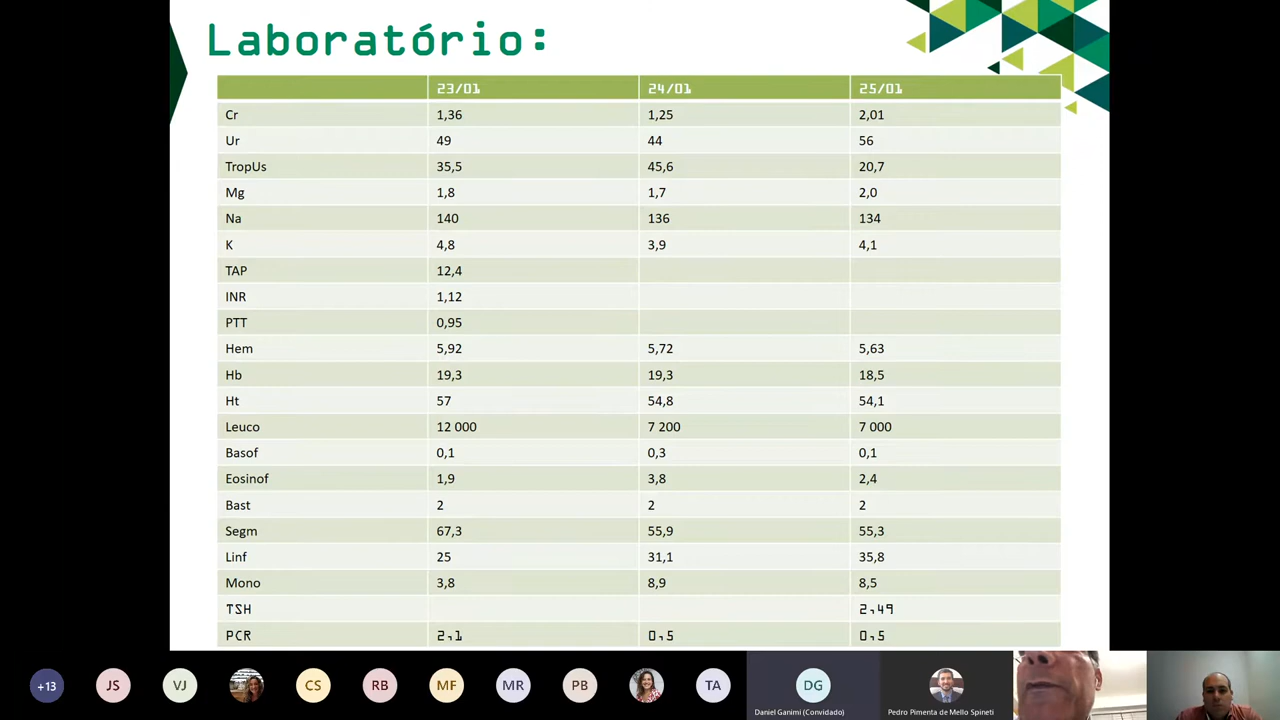 Laboratório:
23/01 24/01 25/01
Cr 1,36 1,25 2,01
Ur 49 44 56
TropUs 35,5 45,6 20,7
Mg 1,8 1,7 2,0
Na 140 136 134
K 4,8 3,9 4,1
TAP 12,4
INR 1,12
PTT 0,95
Hem 5,92 5,72 5,63
Hb 19,3 19,3 18,5
Ht 57 54,8 54,1
Leuco 12 000 7 200 7 000
Basof 0,1 0,3 0,1
Eosinof 1,9 3,8 2,4
Bast 2 2 2
Segm 67,3 55,9 55,3
Linf 25 31,1 35,8
Mono 3,8 8,9 8,5
TSH 2,49
PCR 2,1 0,5 0,5
+13 JS VJ CS RB MF MR PB TA DG
Daniel Ganimi (Convidado) Pedro Pimenta de Mello Spineti